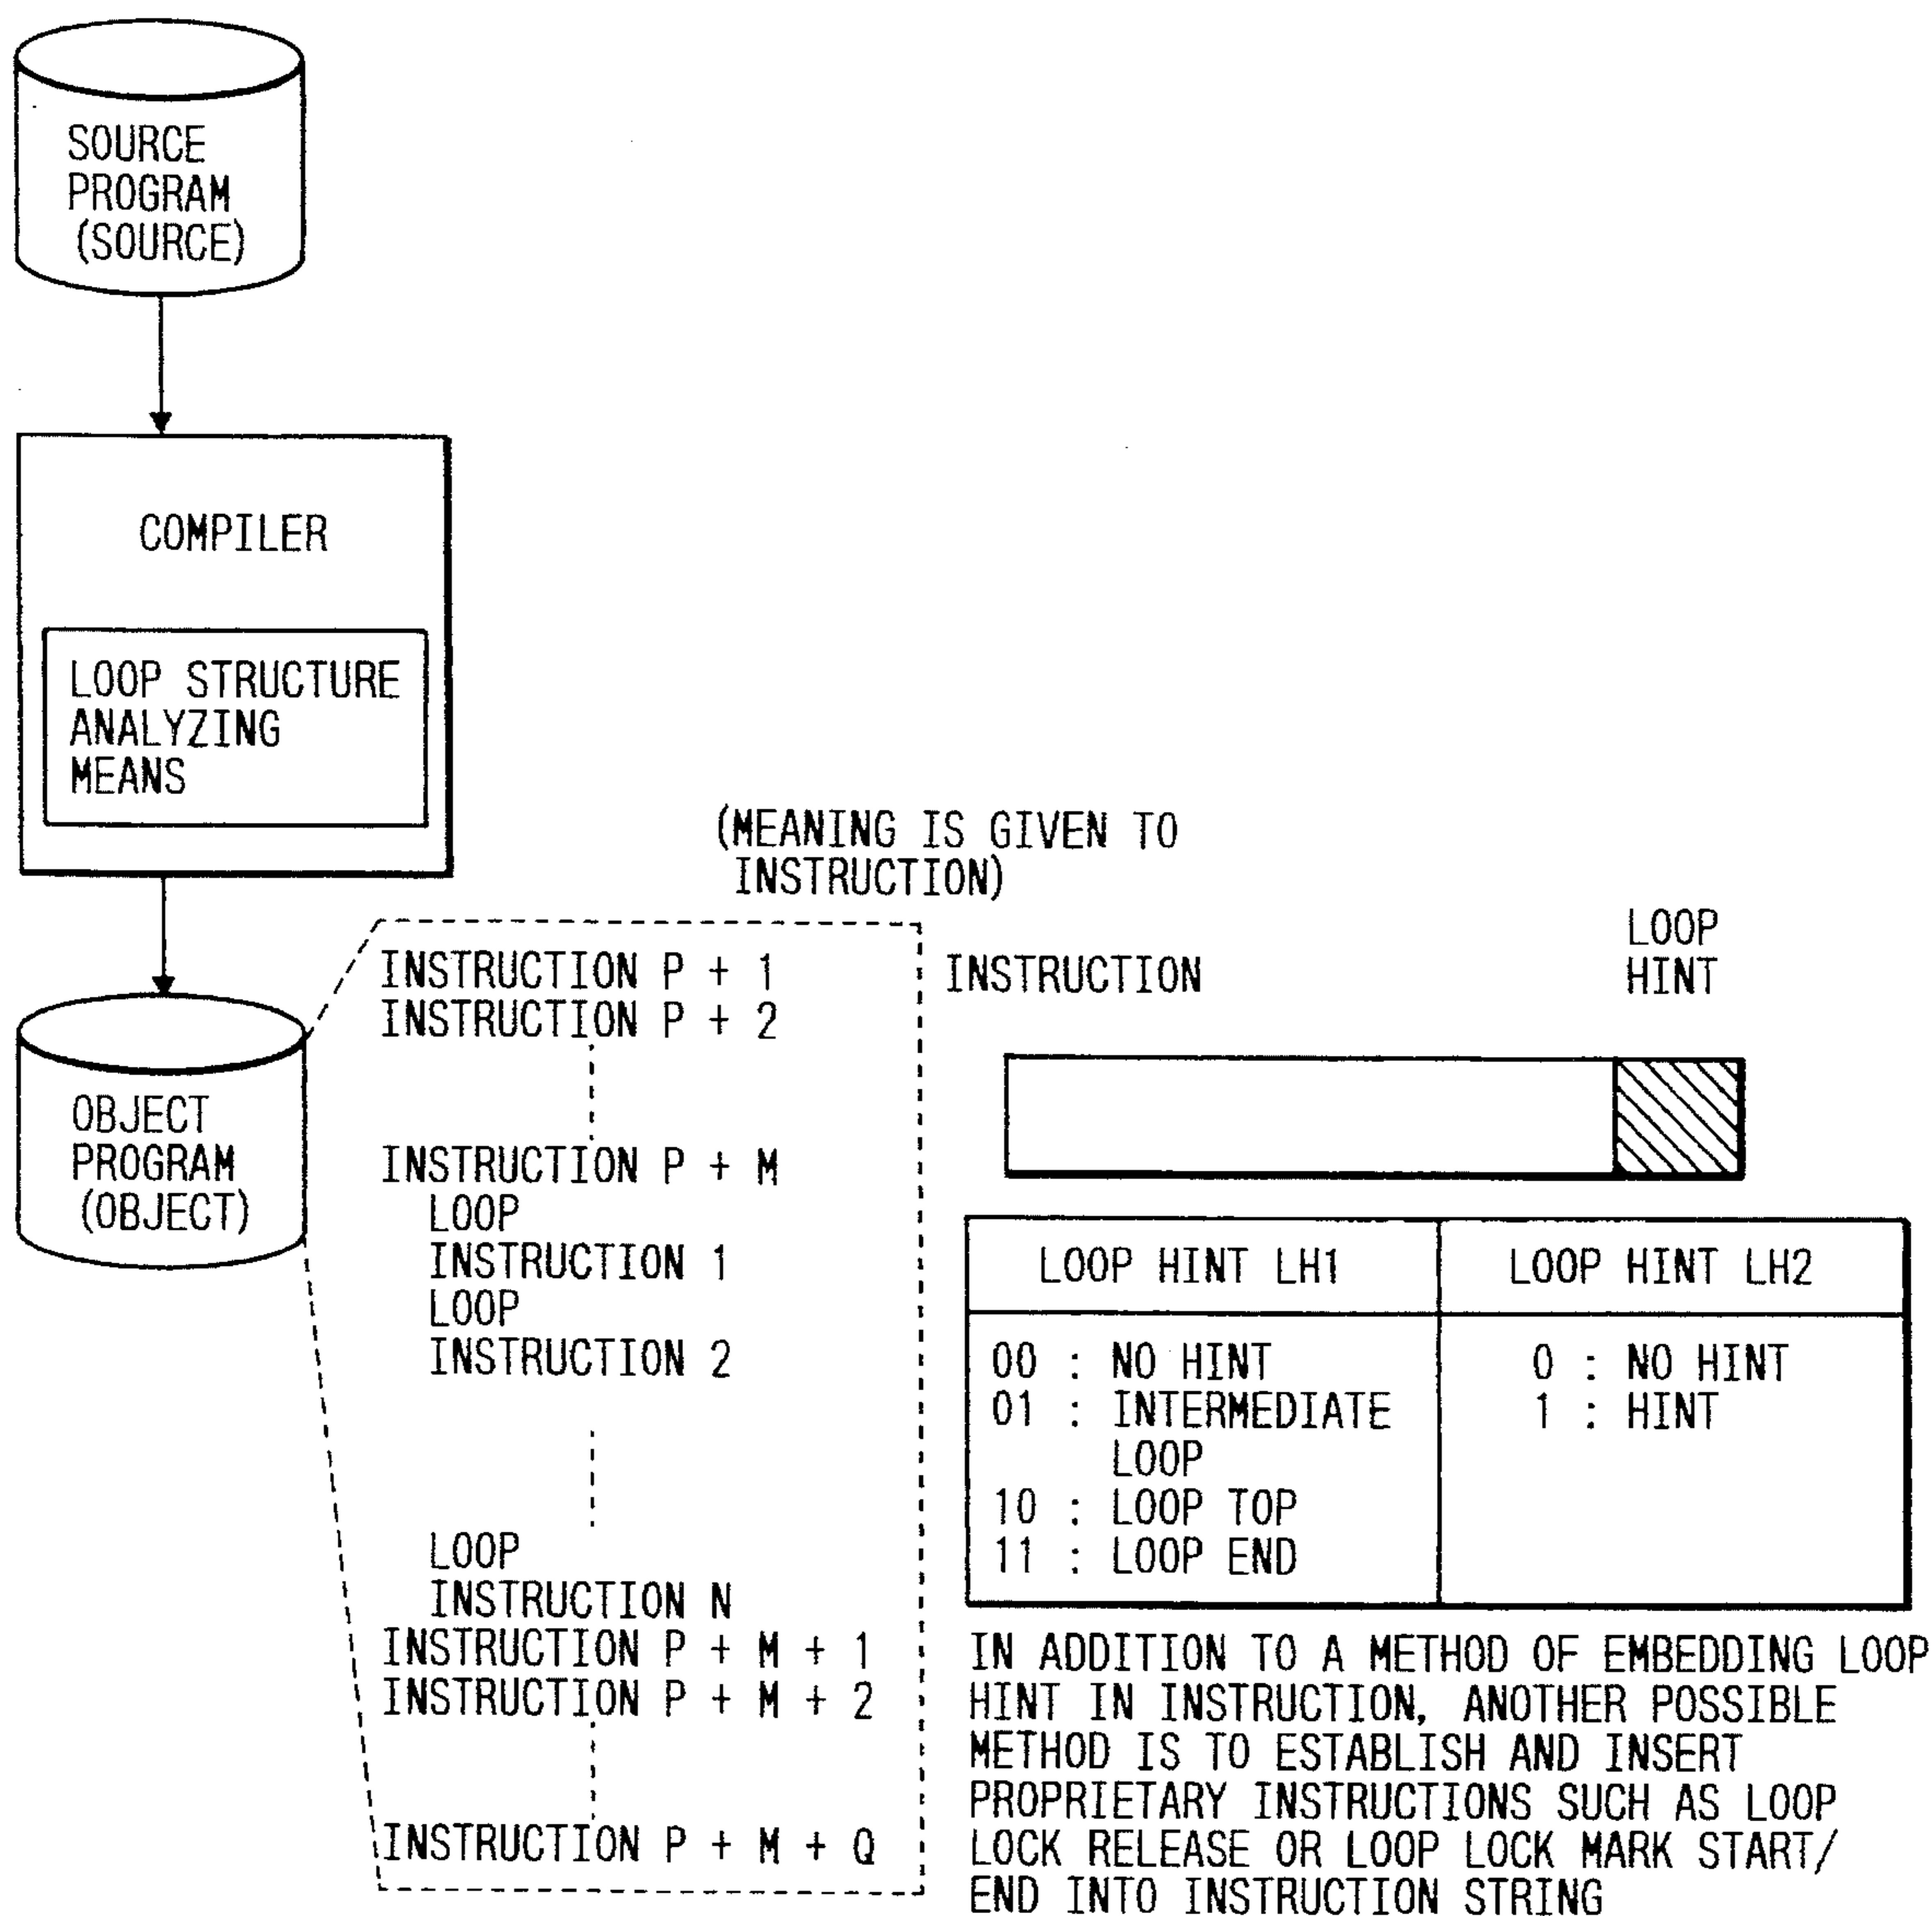 SOURCE
PROGRAM
(SOURCE)
COMPILER
LOOP STRUCTURE
ANALYZING
MEANS
(MEANING IS GIVEN TO
INSTRUCTION)
OBJECT
PROGRAM
(OBJECT)
INSTRUCTION P + 1
INSTRUCTION P + 2
INSTRUCTION P + M
LOOP
INSTRUCTION 1
LOOP
INSTRUCTION 2
LOOP
INSTRUCTION N
INSTRUCTION P + M + 1
INSTRUCTION P + M + 2
INSTRUCTION P + M + Q
INSTRUCTION
LOOP
HINT
LOOP HINT LH1
00 : NO HINT
01 : INTERMEDIATE
LOOP
10 : LOOP TOP
11 : LOOP END
LOOP HINT LH2
0 : NO HINT
1 : HINT
IN ADDITION TO A METHOD OF EMBEDDING LOOP
HINT IN INSTRUCTION, ANOTHER POSSIBLE
METHOD IS TO ESTABLISH AND INSERT
PROPRIETARY INSTRUCTIONS SUCH AS LOOP
LOCK RELEASE OR LOOP LOCK MARK START/
END INTO INSTRUCTION STRING